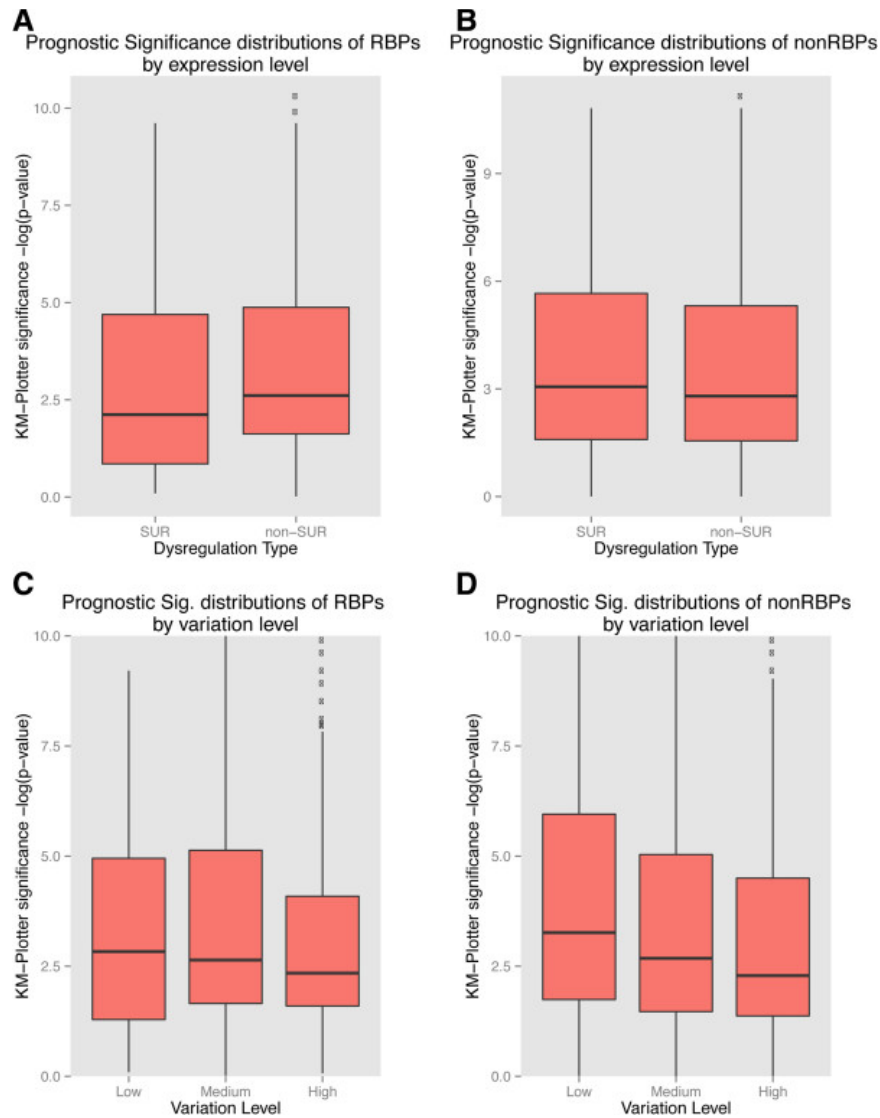 A
Prognostic Significance distributions of RBPs
by expression level
KM-Plotter significance -log(p-value)
10.0
7.5
5.0
2.5
0.0
SUR
non-SUR
Dysregulation Type
B
Prognostic Significance distributions of nonRBPs
by expression level
KM-Plotter significance -log(p-value)
9
6
3
0
SUR
non-SUR
Dysregulation Type
C
Prognostic Sig. distributions of RBPs
by variation level
KM-Plotter significance -log(p-value)
10.0
7.5
5.0
2.5
0.0
Low
Medium
High
Variation Level
D
Prognostic Sig. distributions of nonRBPs
by variation level
KM-Plotter significance -log(p-value)
10.0
7.5
5.0
2.5
0.0
Low
Medium
High
Variation Level